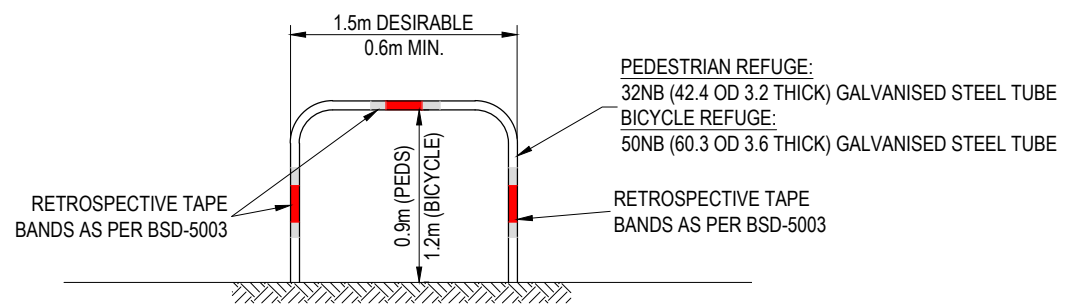 1.5m DESIRABLE
0.6m MIN.
PEDESTRIAN REFUGE:
32NB (42.4 OD 3.2 THICK) GALVANISED STEEL TUBE
BICYCLE REFUGE:
50NB (60.3 OD 3.6 THICK) GALVANISED STEEL TUBE
RETROSPECTIVE TAPE
BANDS AS PER BSD-5003
0.9m (PEDS)
1.2m (BICYCLE)
RETROSPECTIVE TAPE
BANDS AS PER BSD-5003